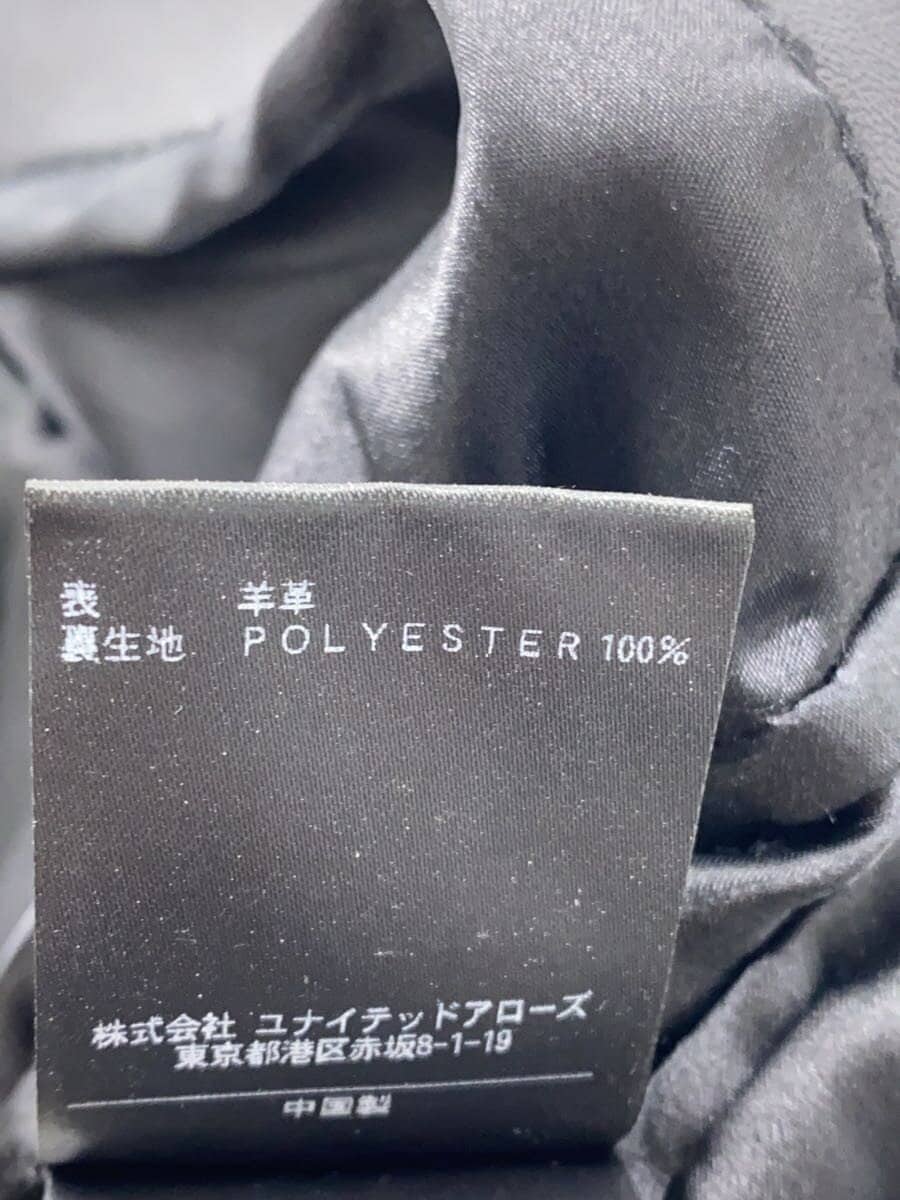 表 羊革
裏生地 POLYESTER 100%
株式会社 ユナイテッドアローズ
東京都港区赤坂8-1-19
中国製